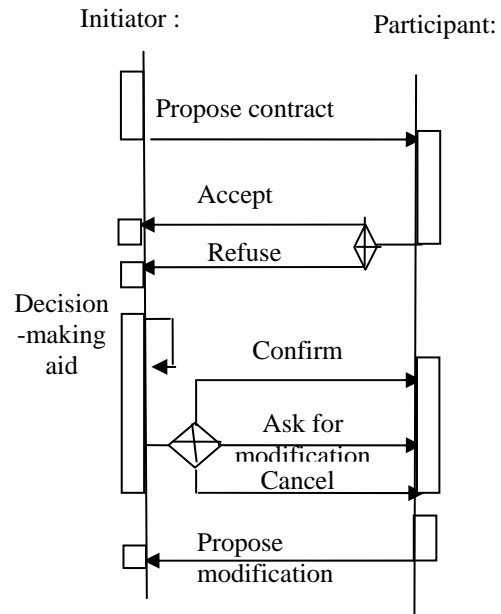 Initiator :
Participant:
Propose contract
Accept
Refuse
Decision
-making
aid
Confirm
Ask for
modification
Cancel
Propose
modification